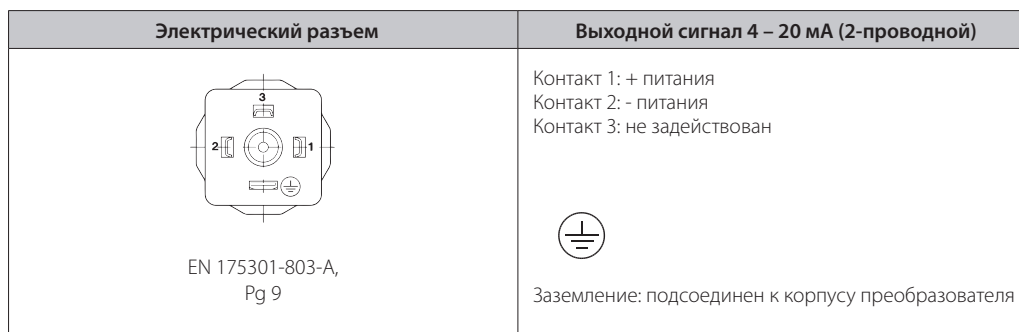 Электрический разъем
Выходной сигнал 4 – 20 мА (2-проводной)
3
2
1
EN 175301-803-A,
Pg 9
Контакт 1: + питания
Контакт 2: - питания
Контакт 3: не задействован
Заземление: подсоединен к корпусу преобразователя